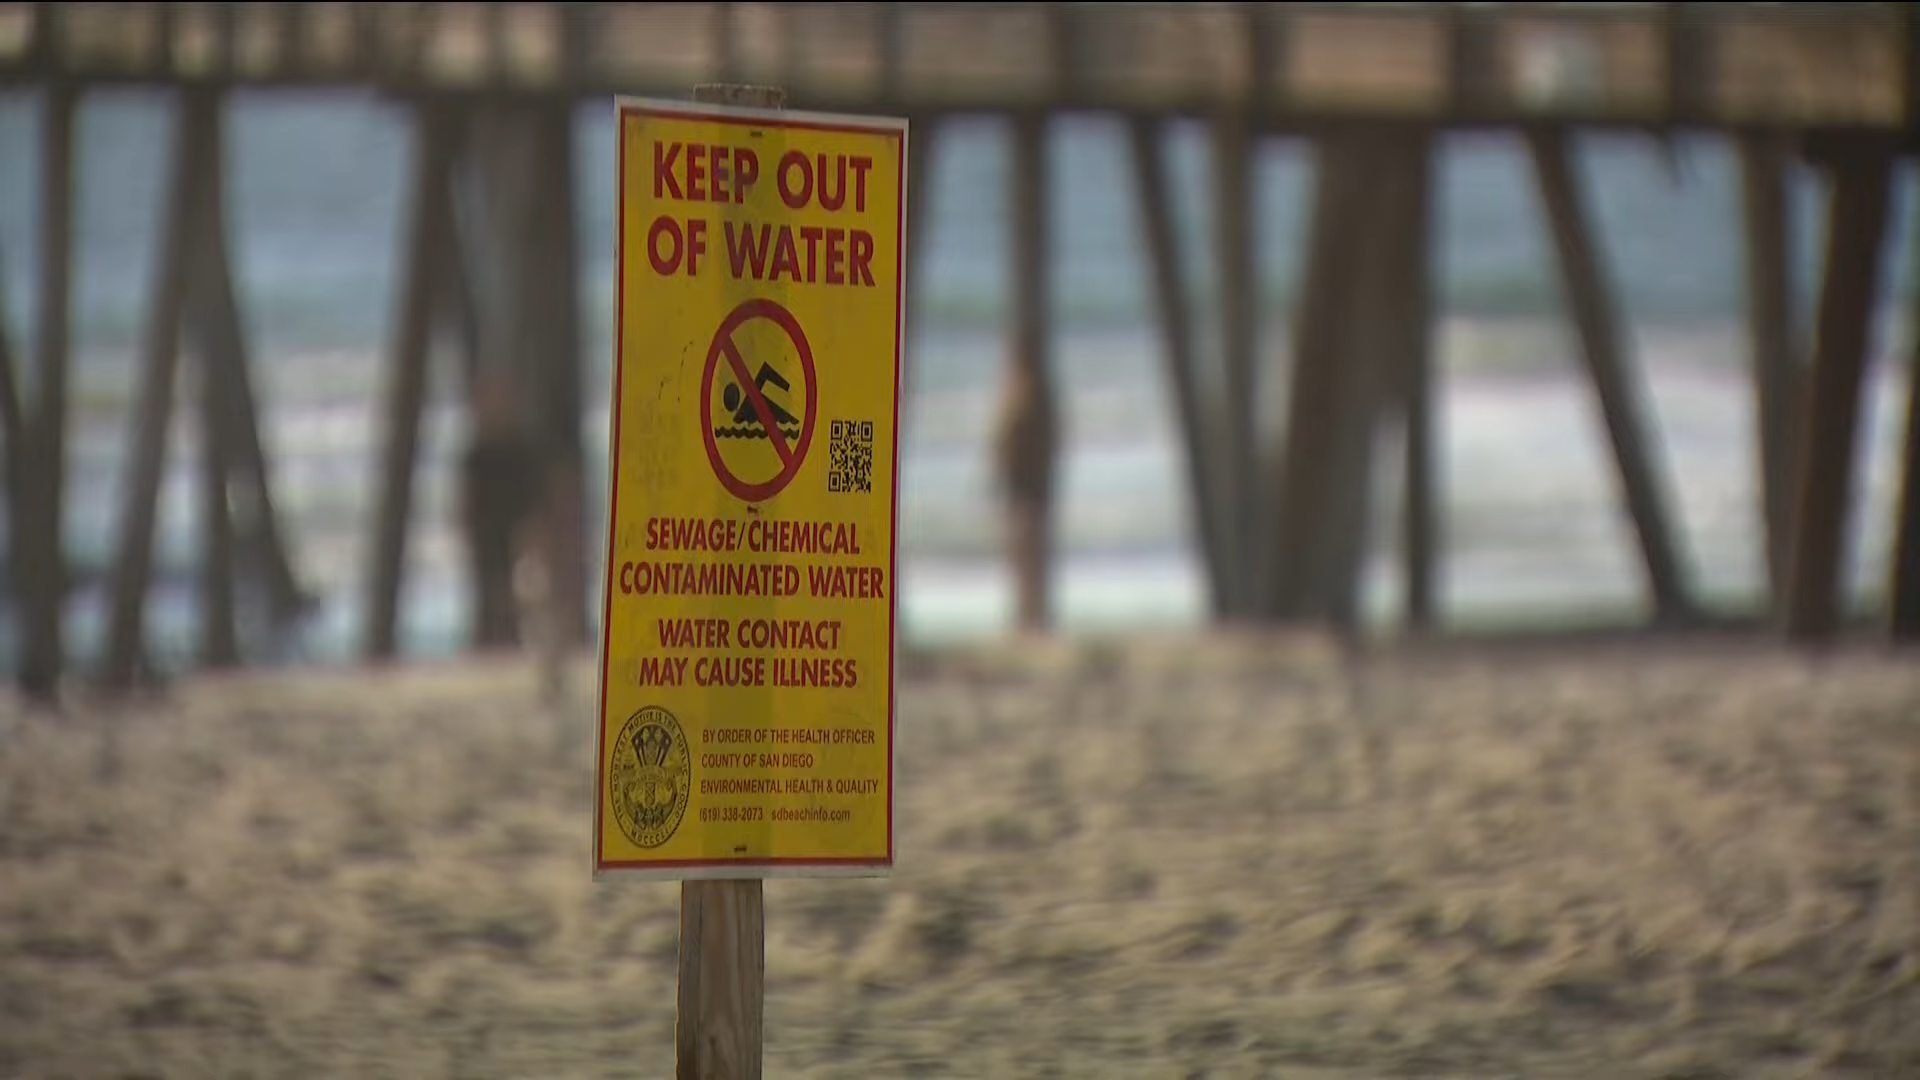 KEEP OUT
OF WATER
SEWAGE/CHEMICAL
CONTAMINATED WATER
WATER CONTACT
MAY CAUSE ILLNESS
BY ORDER OF THE HEALTH OFFICER
COUNTY OF SAN DIEGO
ENVIRONMENTAL HEALTH & QUALITY
(619) 338-2073 sdbeachinfo.com